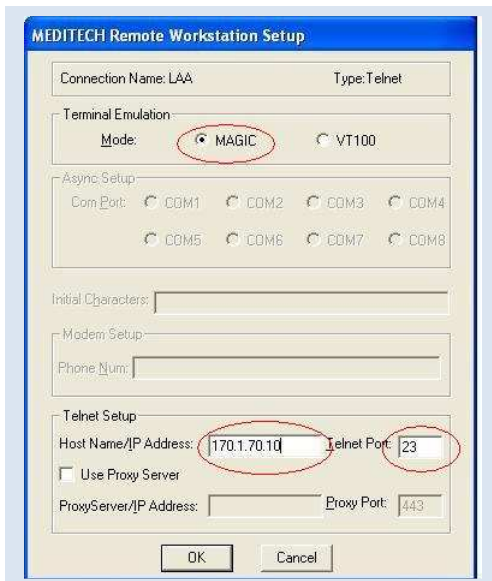 MEDITECH Remote Workstation Setup
Connection Name: LAA Type: Telnet
Terminal Emulation
Mode: MAGIC VT100
Async Setup
Com Port: COM1 COM2 COM3 COM4
COM5 COM6 COM7 COM8
Initial Characters:
Modem Setup
Phone Num:
Telnet Setup
Host Name/IP Address: 170.1.70.10 Telnet Port: 23
Use Proxy Server
ProxyServer/IP Address: Proxy Port: 443
OK Cancel